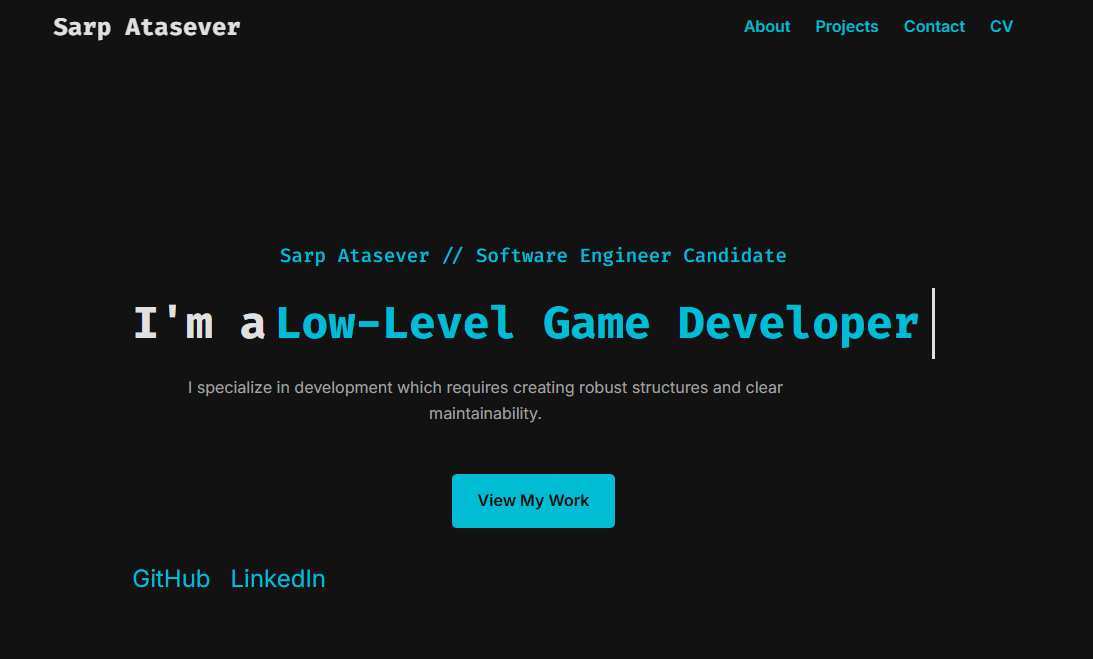 Sarp Atasever
About Projects Contact CV
Sarp Atasever // Software Engineer Candidate
I'm a Low-Level Game Developer
I specialize in development which requires creating robust structures and clear
maintainability.
View My Work
GitHub LinkedIn